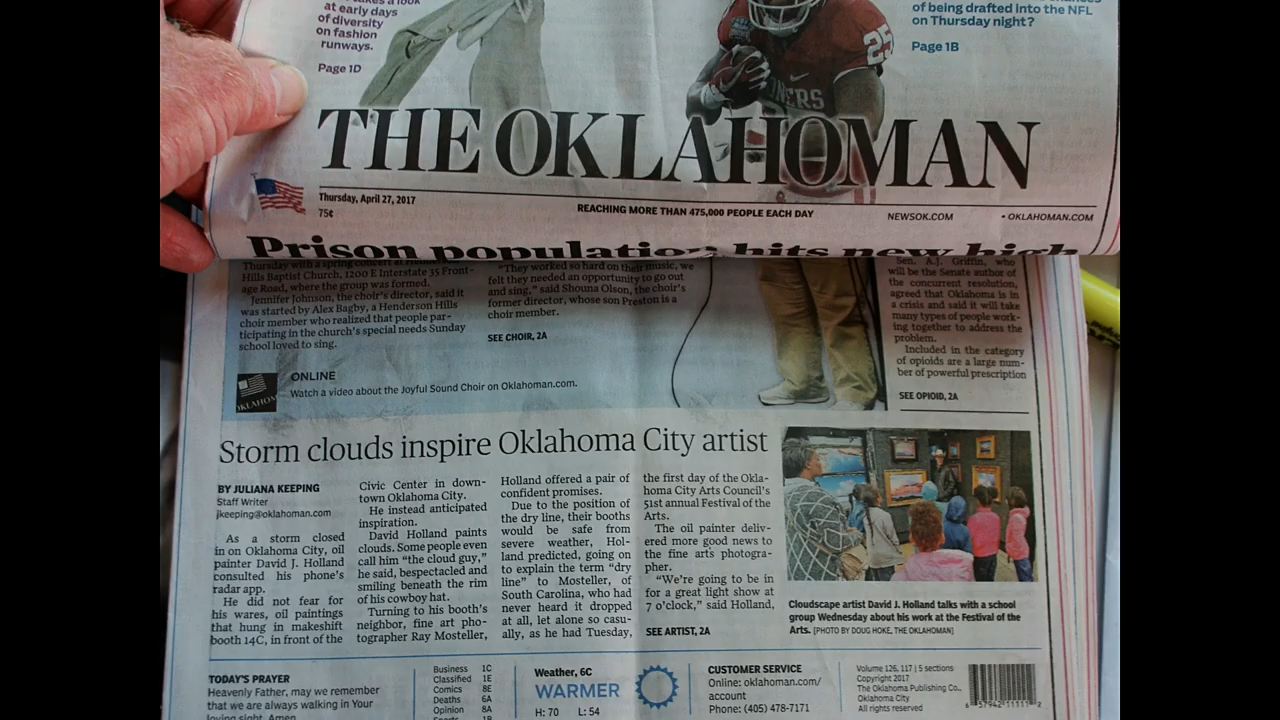 at early days
of diversity
on fashion
runways.
Page 1D
of being drafted into the NFL
on Thursday night?
Page 1B
25
NERS
THE OKLAHOMAN
Thursday, April 27, 2017
75¢
REACHING MORE THAN 475,000 PEOPLE EACH DAY
NEWSOK.COM
• OKLAHOMAN.COM
Prison population hits new high
Thursday with a spring concert at
Hills Baptist Church, 1200 E Interstate 35 Front-
age Road, where the group was formed.
Jennifer Johnson, the choir's director, said it
was started by Alex Bagby, a Henderson Hills
choir member who realized that people par-
ticipating in the church's special needs Sunday
school loved to sing.
"They worked so hard on their music, we
felt they needed an opportunity to go out
and sing," said Shouna Olson, the choir's
former director, whose son Preston is a
choir member.
SEE CHOIR, 2A
ONLINE
Watch a video about the Joyful Sound Choir on Oklahoman.com.
Sen. A.J. Griffin, who
will be the Senate author of
the concurrent resolution,
agreed that Oklahoma is in
a crisis and said it will take
many types of people work-
ing together to address the
problem.
Included in the category
of opioids are a large num-
ber of powerful prescription
SEE OPIOID, 2A
Storm clouds inspire Oklahoma City artist
BY JULIANA KEEPING
Staff Writer
jkeeping@oklahoman.com
As a storm closed
in on Oklahoma City, oil
painter David J. Holland
consulted his phone's
radar app.
He did not fear for
his wares, oil paintings
that hung in makeshift
booth 14C, in front of the
Civic Center in down-
town Oklahoma City.
He instead anticipated
inspiration.
David Holland paints
clouds. Some people even
call him "the cloud guy,"
he said, bespectacled and
smiling beneath the rim
of his cowboy hat.
Turning to his booth's
neighbor, fine art pho-
tographer Ray Mosteller,
Holland offered a pair of
confident promises.
Due to the position of
the dry line, their booths
would be safe from
severe weather, Hol-
land predicted, going on
to explain the term "dry
line" to Mosteller, of
South Carolina, who had
never heard it dropped
at all, let alone so casu-
ally, as he had Tuesday,
the first day of the Okla-
homa City Arts Council's
51st annual Festival of the
Arts.
The oil painter deliv-
ered more good news to
the fine arts photogra-
pher.
"We're going to be in
for a great light show at
7 o'clock," said Holland,
SEE ARTIST, 2A
Cloudscape artist David J. Holland talks with a school
group Wednesday about his work at the Festival of the
Arts. [PHOTO BY DOUG HOKE, THE OKLAHOMAN]
TODAY'S PRAYER
Heavenly Father, may we remember
that we are always walking in Your
loving sight. Amen.
Business 1C
Classified 1E
Comics 8E
Deaths 6A
Opinion 8A
Sports 1B
Weather, 6C
WARMER
H: 70 L: 54
CUSTOMER SERVICE
Online: oklahoman.com/
account
Phone: (405) 478-7171
Volume 126, 117 | 5 sections
Copyright 2017
The Oklahoma Publishing Co.,
Oklahoma City
All rights reserved